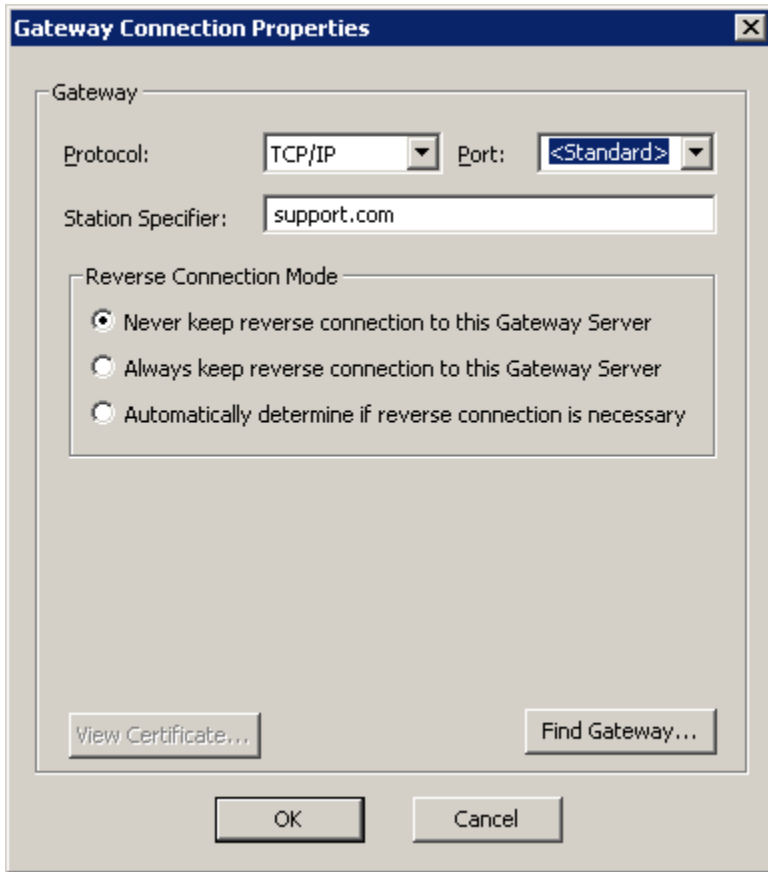 Gateway Connection Properties
Gateway
Protocol: TCP/IP Port: <Standard>
Station Specifier: support.com
Reverse Connection Mode
Never keep reverse connection to this Gateway Server
Always keep reverse connection to this Gateway Server
Automatically determine if reverse connection is necessary
View Certificate... Find Gateway...
OK Cancel